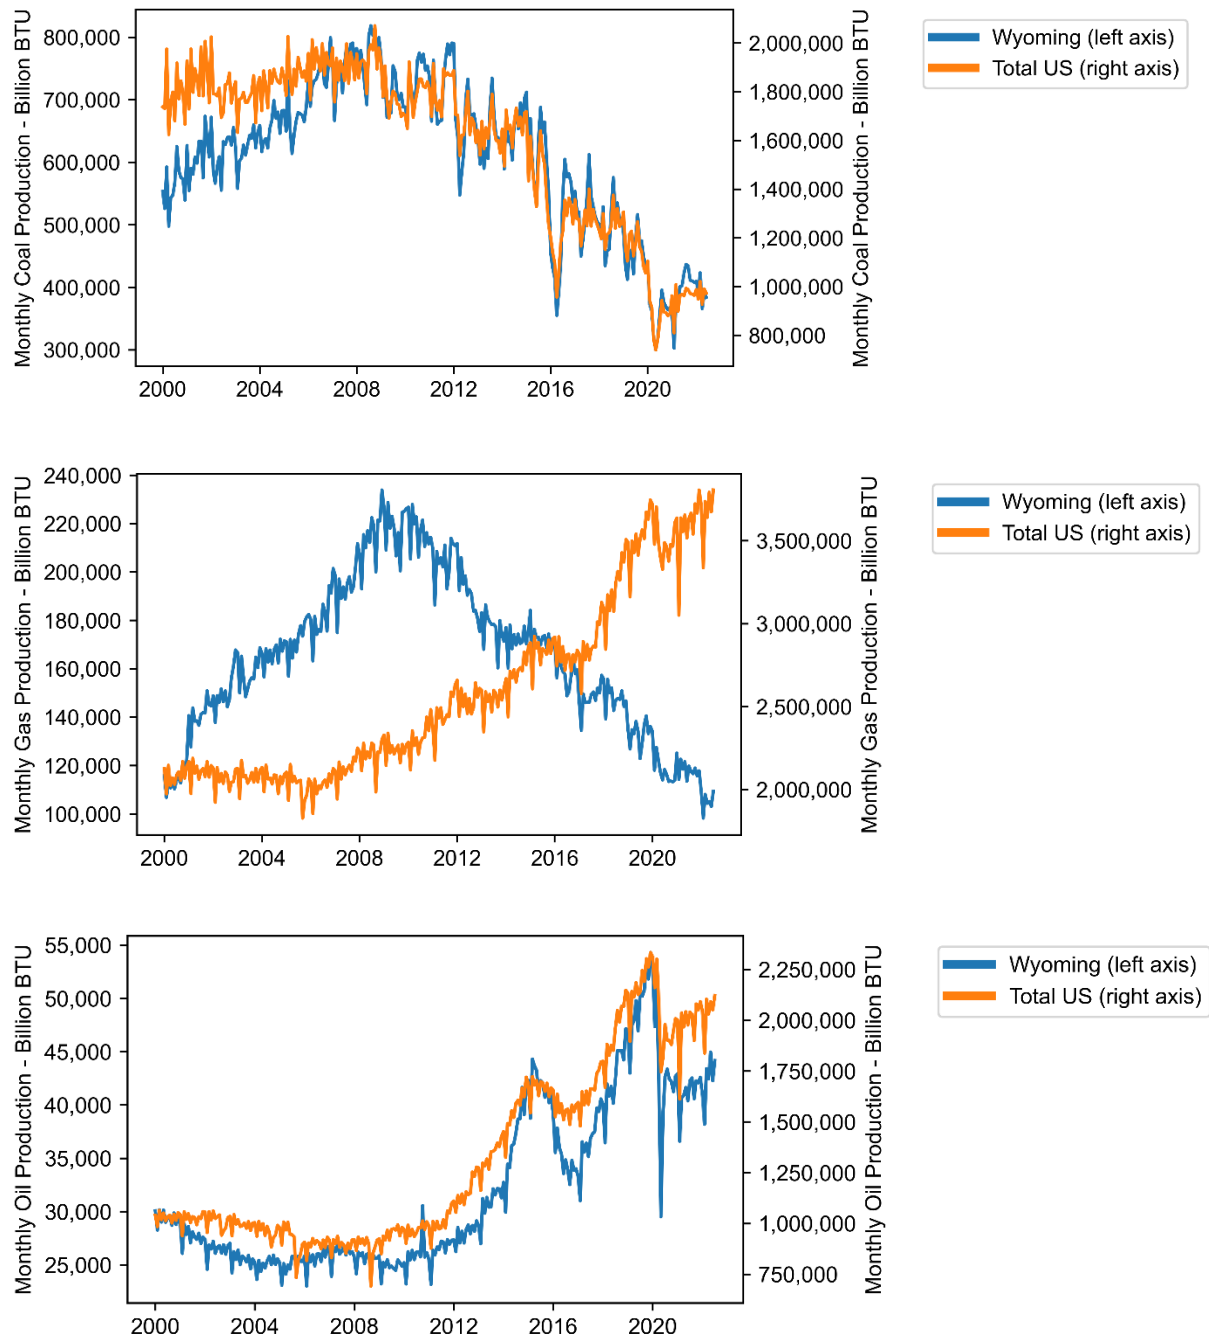 Monthly Coal Production - Billion BTU
800,000
700,000
600,000
500,000
400,000
300,000
2000 2004 2008 2012 2016 2020
2,000,000
1,800,000
1,600,000
1,400,000
1,200,000
1,000,000
800,000
Monthly Coal Production - Billion BTU
Wyoming (left axis)
Total US (right axis)
Monthly Gas Production - Billion BTU
240,000
220,000
200,000
180,000
160,000
140,000
120,000
100,000
2000 2004 2008 2012 2016 2020
3,500,000
3,000,000
2,500,000
2,000,000
Monthly Gas Production - Billion BTU
Wyoming (left axis)
Total US (right axis)
Monthly Oil Production - Billion BTU
55,000
50,000
45,000
40,000
35,000
30,000
25,000
2000 2004 2008 2012 2016 2020
2,250,000
2,000,000
1,750,000
1,500,000
1,250,000
1,000,000
750,000
Monthly Oil Production - Billion BTU
Wyoming (left axis)
Total US (right axis)